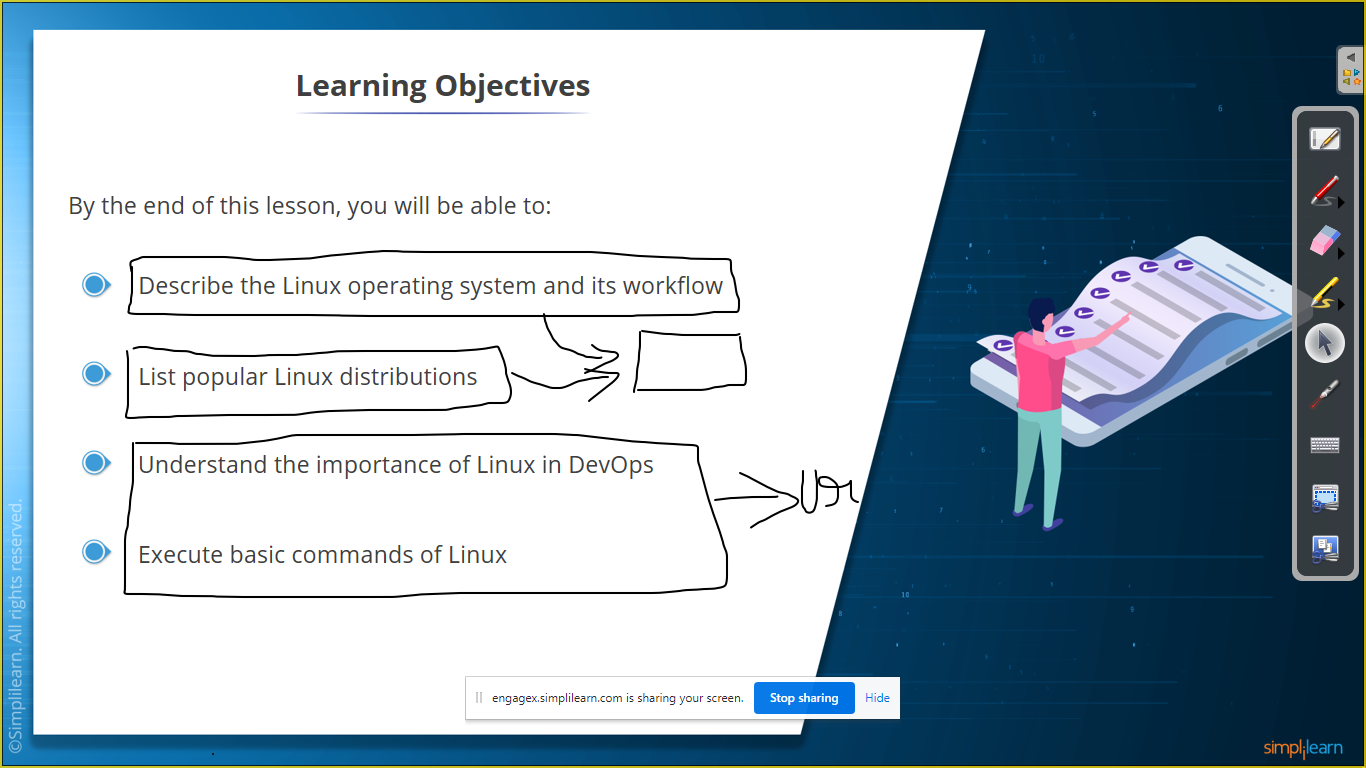 Learning Objectives
By the end of this lesson, you will be able to:
Describe the Linux operating system and its workflow
List popular Linux distributions
Understand the importance of Linux in DevOps
Execute basic commands of Linux
engagex.simplilearn.com is sharing your screen.
Stop sharing
Hide
©Simplilearn. All rights reserved.
simplilearn